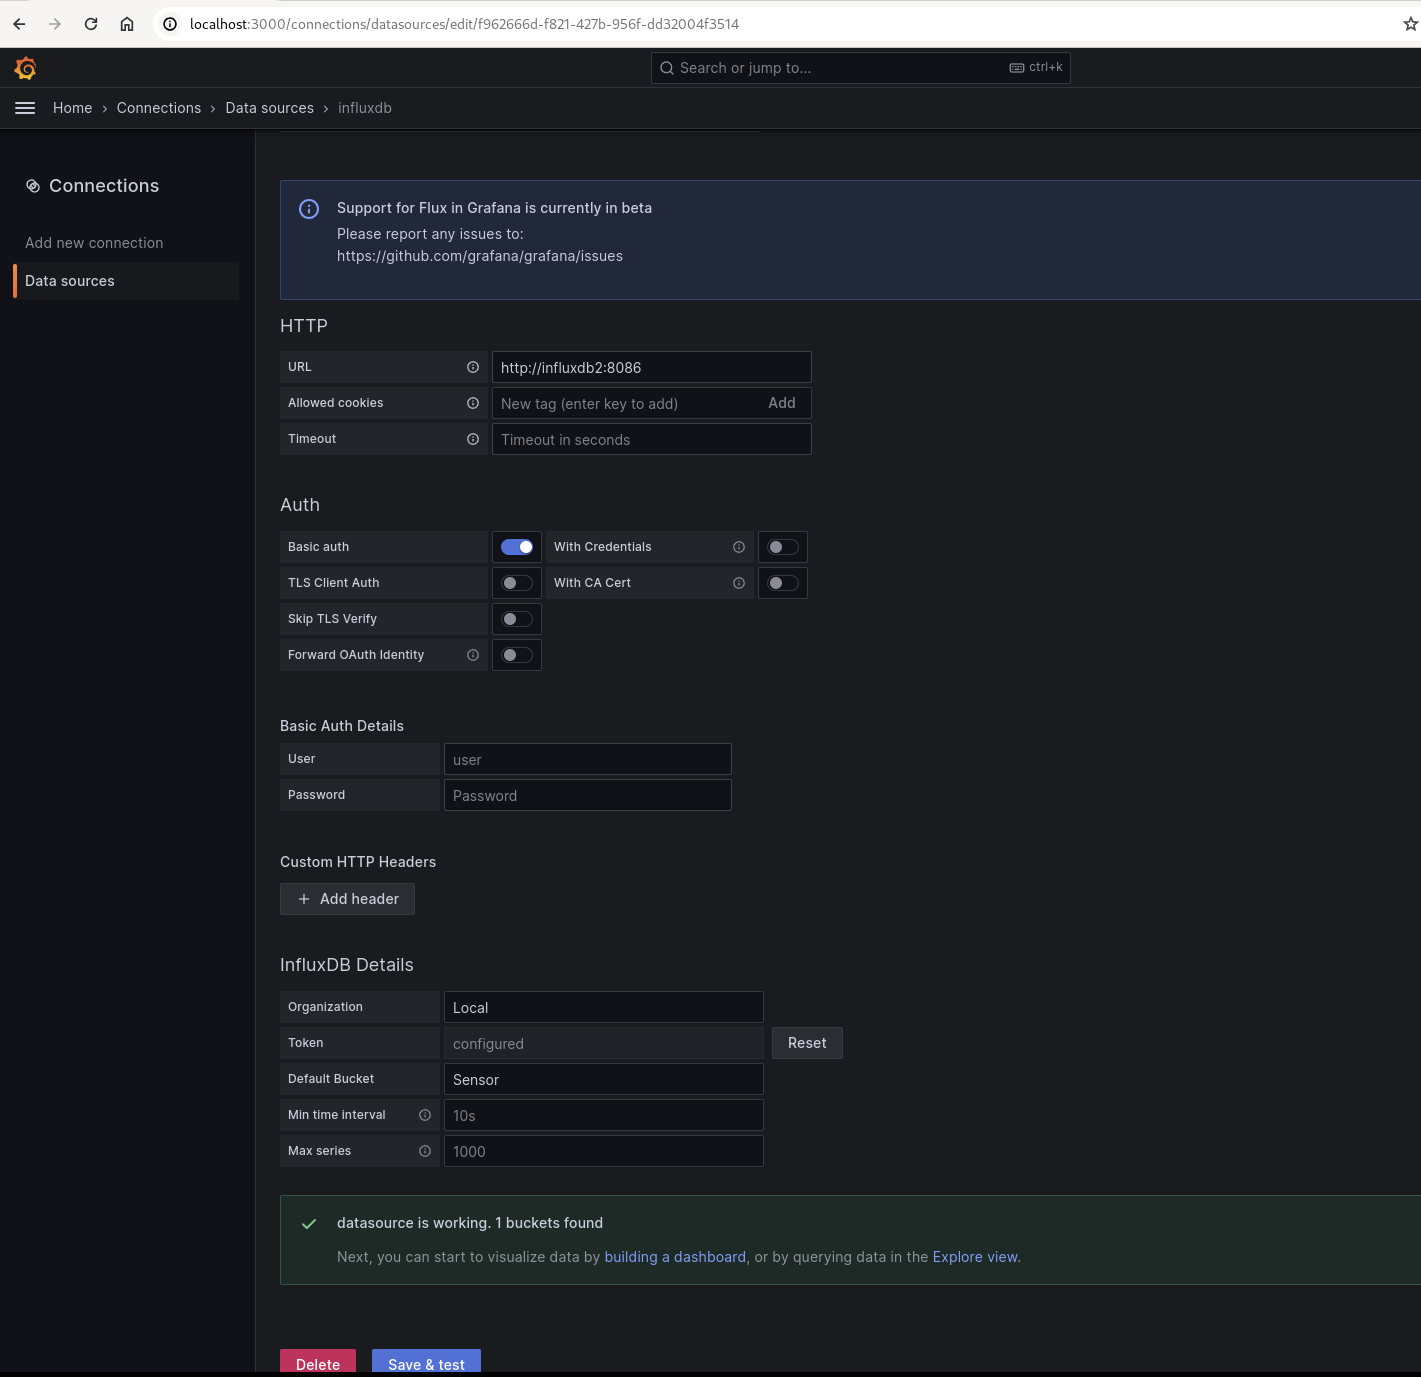 localhost:3000/connections/datasources/edit/f962666d-f821-427b-956f-dd32004f3514
Search or jump to... ctrl+k
Home › Connections › Data sources › influxdb
Connections
Add new connection
Data sources
Support for Flux in Grafana is currently in beta
Please report any issues to:
https://github.com/grafana/grafana/issues
HTTP
URL http://influxdb2:8086
Allowed cookies New tag (enter key to add) Add
Timeout Timeout in seconds
Auth
Basic auth With Credentials
TLS Client Auth With CA Cert
Skip TLS Verify
Forward OAuth Identity
Basic Auth Details
User user
Password Password
Custom HTTP Headers
+ Add header
InfluxDB Details
Organization Local
Token configured Reset
Default Bucket Sensor
Min time interval 10s
Max series 1000
datasource is working. 1 buckets found
Next, you can start to visualize data by building a dashboard, or by querying data in the Explore view.
Delete Save & test